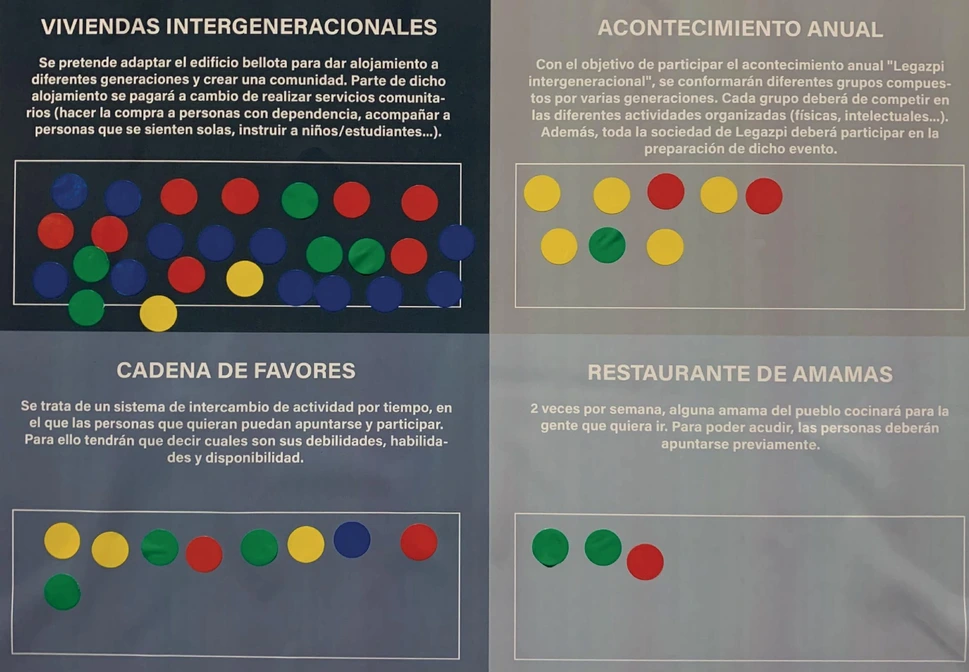 VIVIENDAS INTERGENERACIONALES
Se pretende adaptar el edificio bellota para dar alojamiento a
diferentes generaciones y crear una comunidad. Parte de dicho
alojamiento se pagará a cambio de realizar servicios comunita-
rios (hacer la compra a personas con dependencia, acompañar a
personas que se sienten solas, instruir a niños/estudiantes...).
ACONTECIMIENTO ANUAL
Con el objetivo de participar el acontecimiento anual "Legazpi
intergeneracional", se conformarán diferentes grupos compues-
tos por varias generaciones. Cada grupo deberá de competir en
las diferentes actividades organizadas (físicas, intelectuales...).
Además, toda la sociedad de Legazpi deberá participar en la
preparación de dicho evento.
CADENA DE FAVORES
Se trata de un sistema de intercambio de actividad por tiempo, en
el que las personas que quieran puedan apuntarse y participar.
Para ello tendrán que decir cuales son sus debilidades, habilida-
des y disponibilidad.
RESTAURANTE DE AMAMAS
2 veces por semana, alguna amama del pueblo cocinará para la
gente que quiera ir. Para poder acudir, las personas deberán
apuntarse previamente.